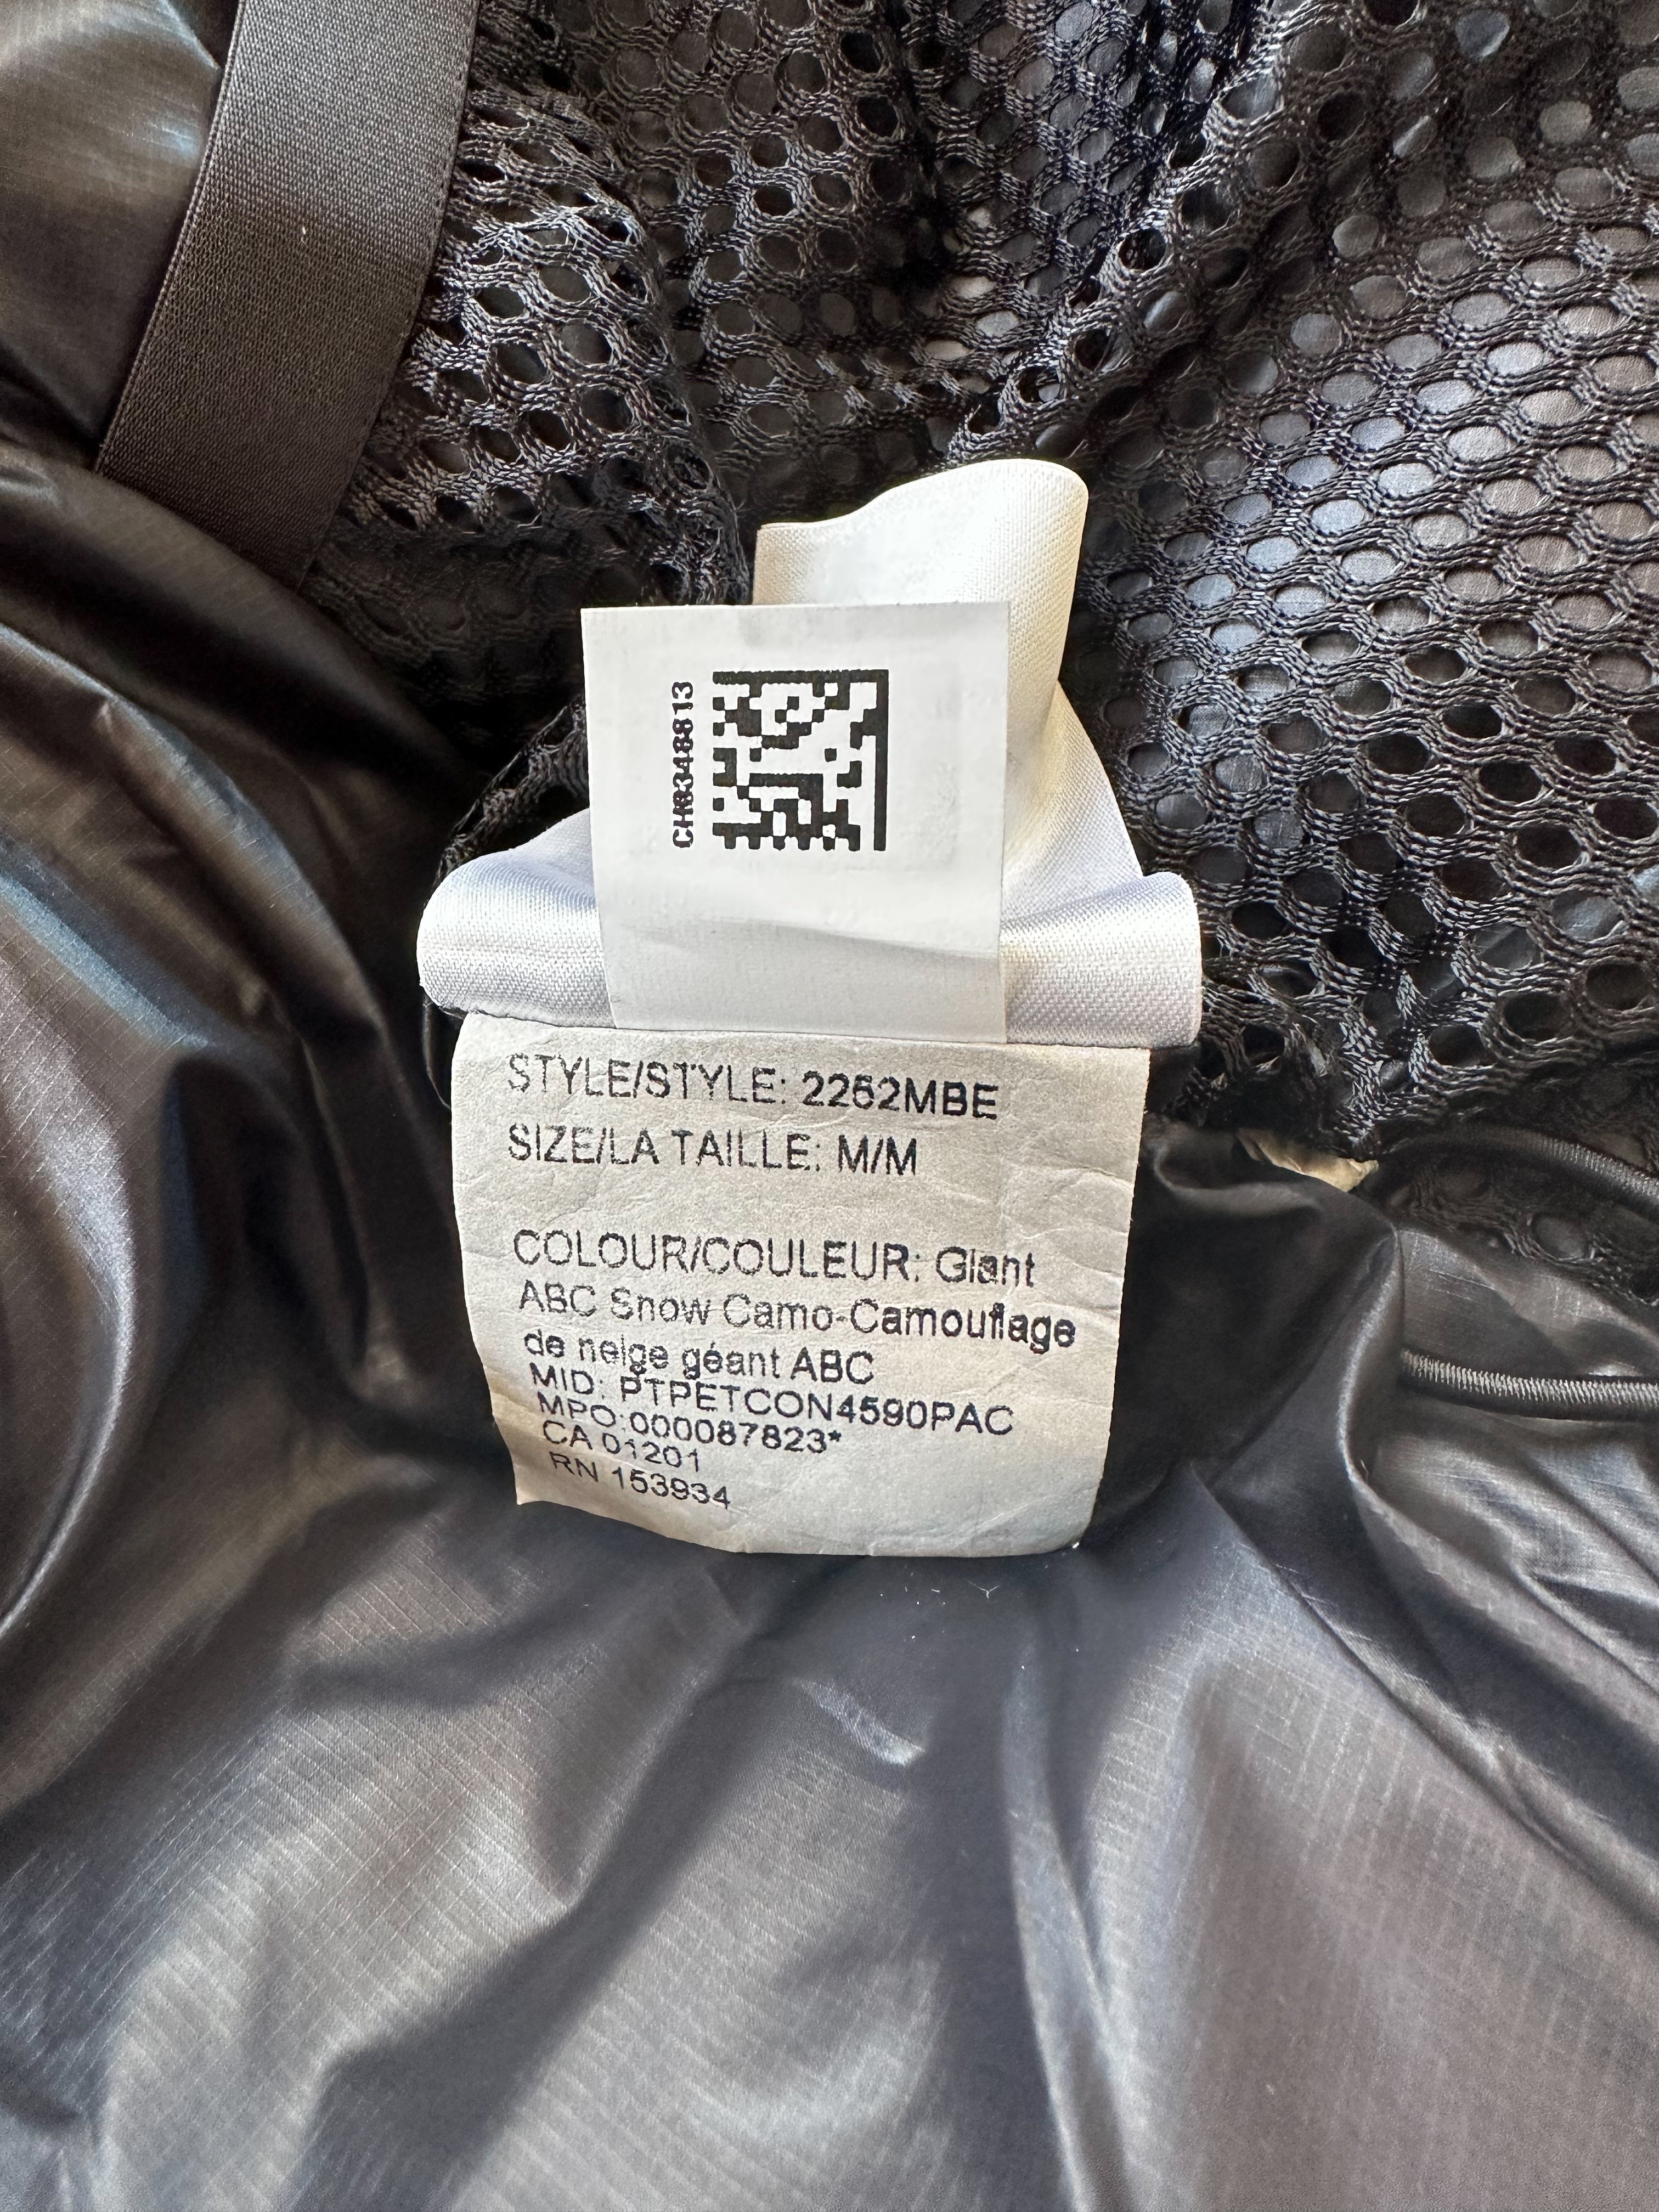 CH8348813
STYLE/STYLE: 2262MBE
SIZE/LA TAILLE: M/M
COLOUR/COULEUR: Giant
ABC Snow Camo-Camouflage
de neige géant ABC
MID: PTPETCON4590PAC
MPO:000087823*
CA 01201
RN 153934